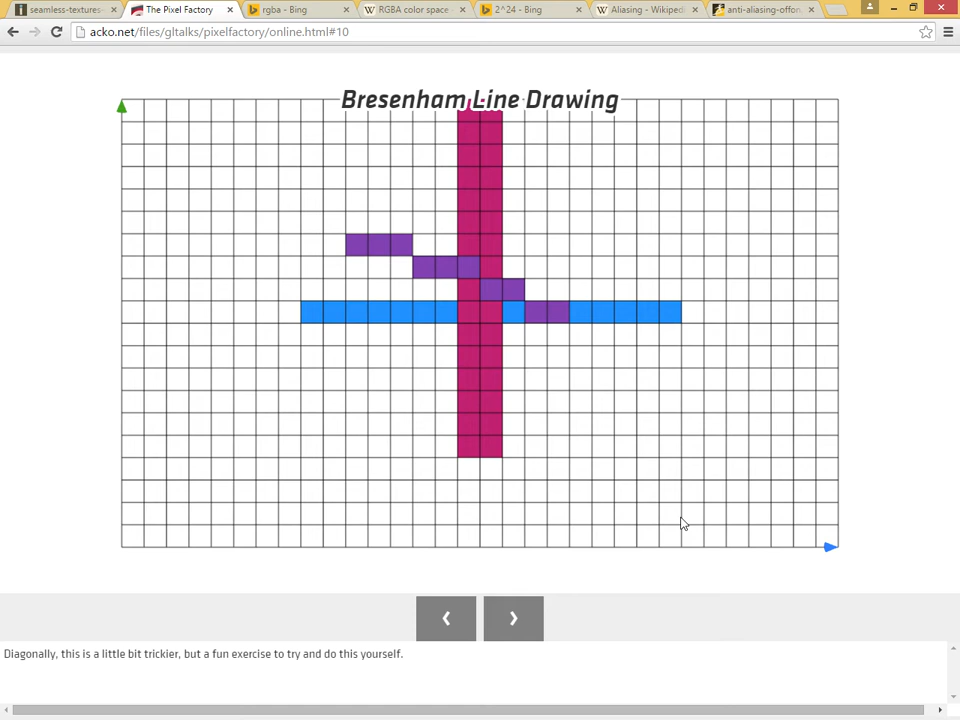 seamless-textures-
The Pixel Factory
rgba - Bing
RGBA color space -
2^24 - Bing
Aliasing - Wikiped
anti-aliasing-offon.
acko.net/files/gltalks/pixelfactory/online.html#10
Bresenham Line Drawing
Diagonally, this is a little bit trickier, but a fun exercise to try and do this yourself.